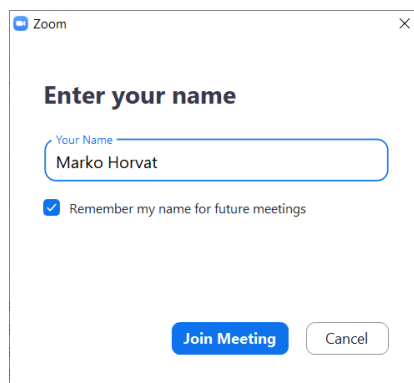 Zoom
Enter your name
Your Name
Marko Horvat
Remember my name for future meetings
Join Meeting Cancel